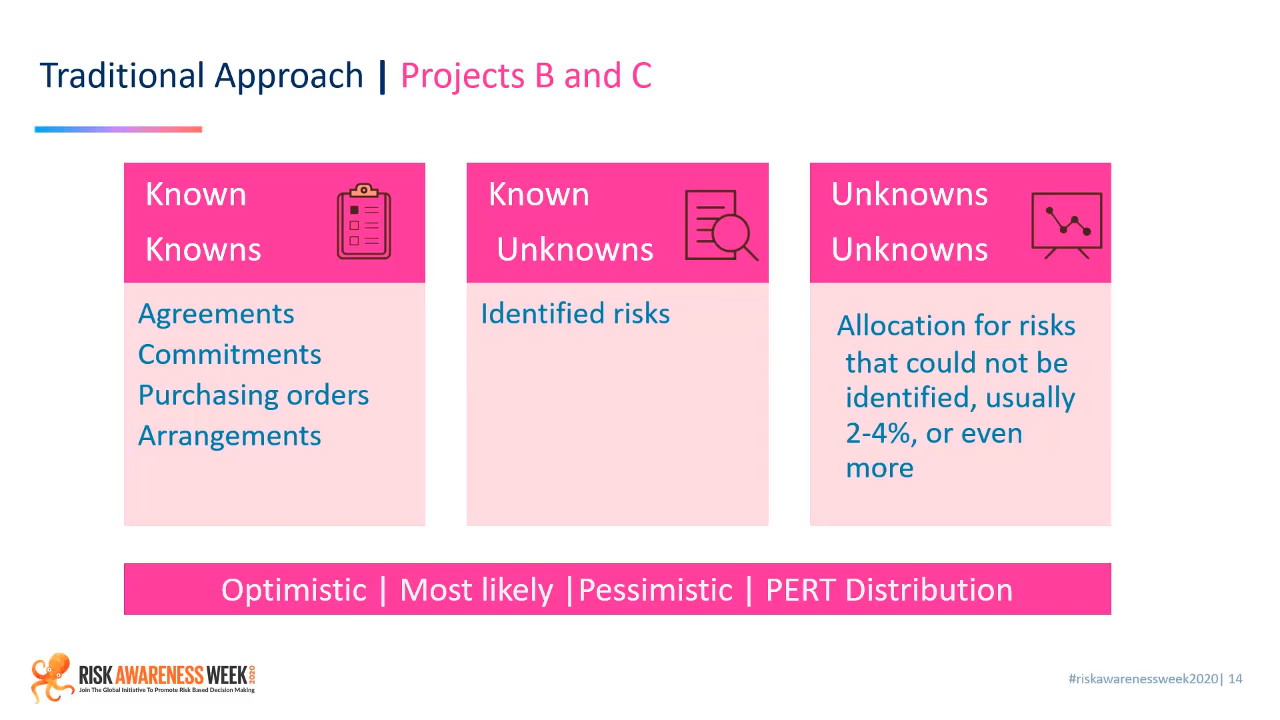 Traditional Approach | Projects B and C
Known
Knowns
Agreements
Commitments
Purchasing orders
Arrangements
Known
Unknowns
Identified risks
Unknowns
Unknowns
Allocation for risks
that could not be
identified, usually
2-4%, or even
more
Optimistic | Most likely |Pessimistic | PERT Distribution
RISK AWARENESS WEEK 2020
Join The Global Initiative To Promote Risk Based Decision Making
#riskawarenessweek2020| 14